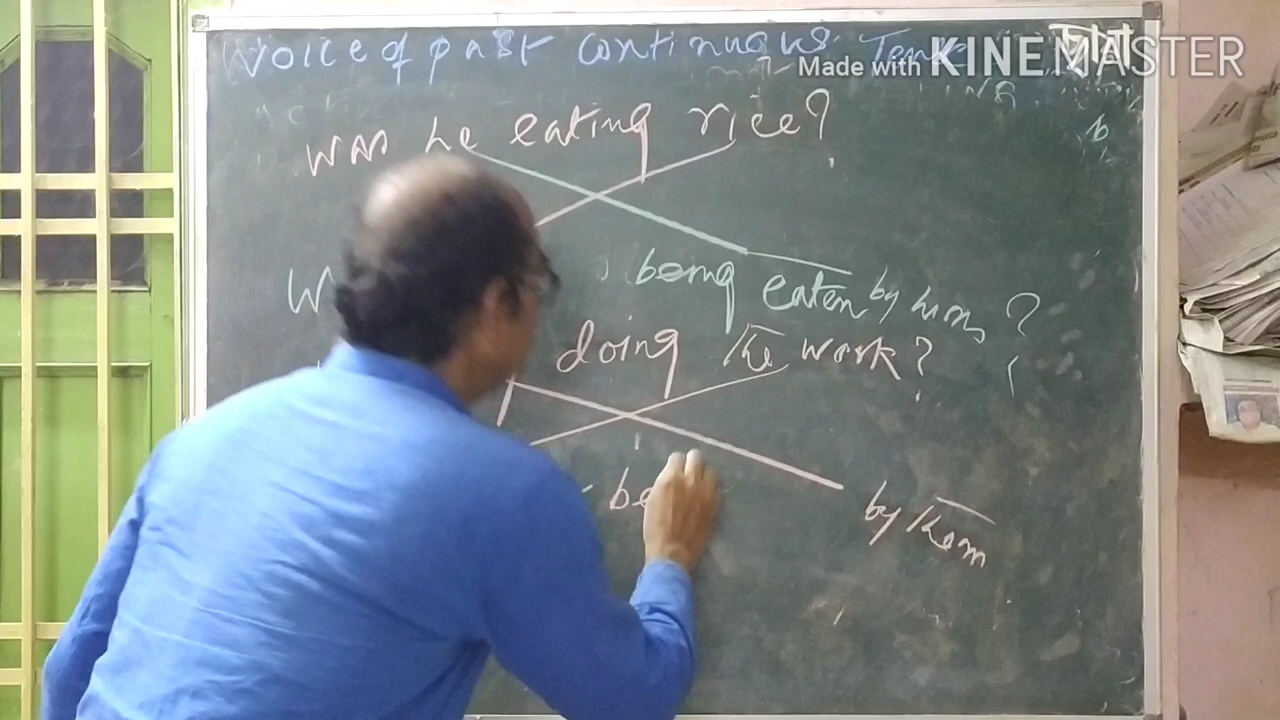 Voice of past continuous Tense
Made with KINEMASTER
was he eating rice?
being eaten by him?
doing the work?
be
by them